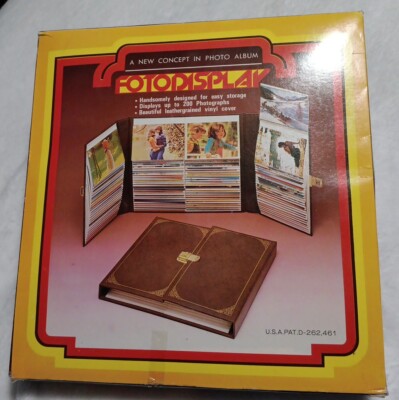 A NEW CONCEPT IN PHOTO ALBUM
FOTODISPLAY
• Handsomely designed for easy storage
• Displays up to 298 Photographs
• Beautiful leathergrained vinyl cover
U.S.A.PAT.D-262,461